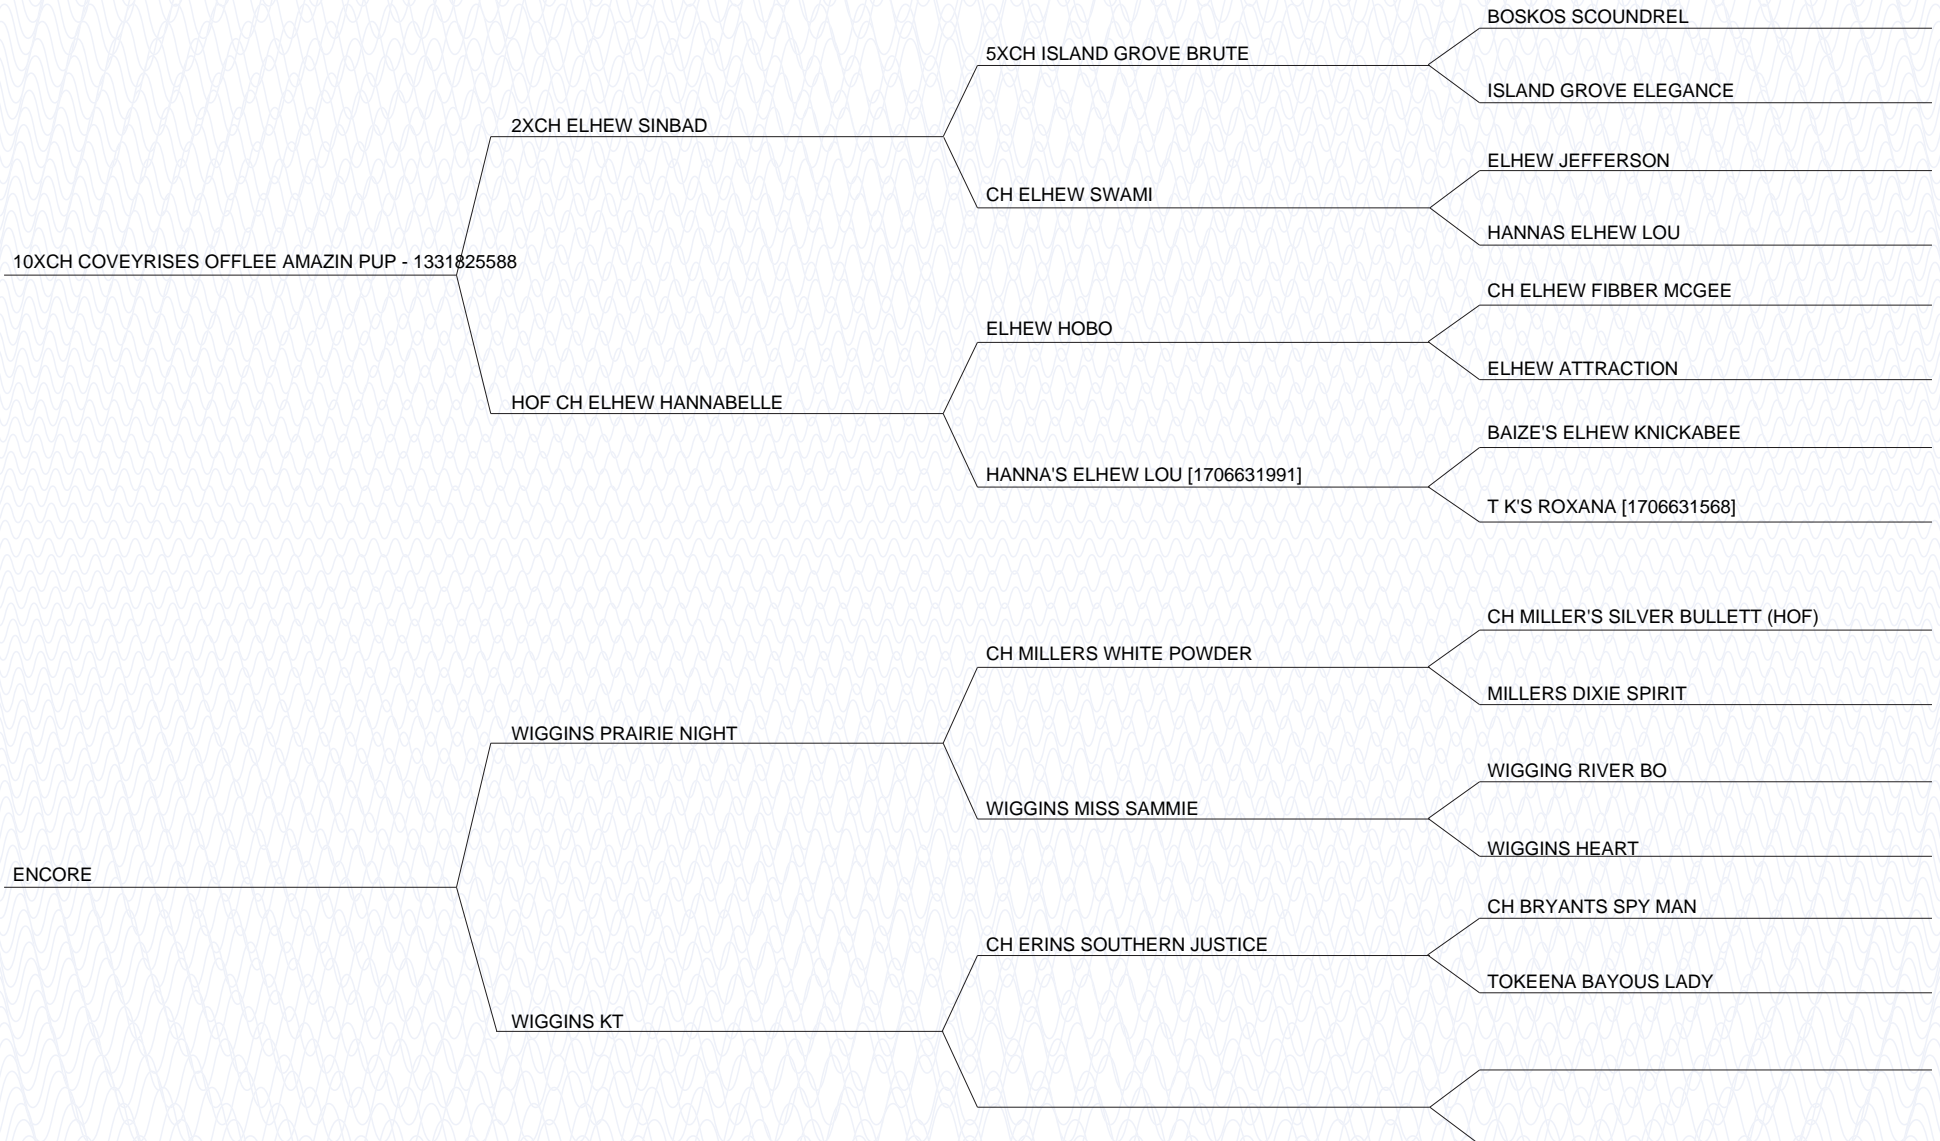 BOSKOS SCOUNDREL
5XCH ISLAND GROVE BRUTE
ISLAND GROVE ELEGANCE
2XCH ELHEW SINBAD
ELHEW JEFFERSON
CH ELHEW SWAMI
HANNAS ELHEW LOU
10XCH COVEYRISES OFFLEE AMAZIN PUP - 1331825588
CH ELHEW FIBBER MCGEE
ELHEW HOBO
ELHEW ATTRACTION
HOF CH ELHEW HANNABELLE
BAIZE'S ELHEW KNICKABEE
HANNA'S ELHEW LOU [1706631991]
T K'S ROXANA [1706631568]
CH MILLER'S SILVER BULLETT (HOF)
CH MILLERS WHITE POWDER
MILLERS DIXIE SPIRIT
WIGGINS PRAIRIE NIGHT
WIGGING RIVER BO
WIGGINS MISS SAMMIE
WIGGINS HEART
ENCORE
CH BRYANTS SPY MAN
CH ERINS SOUTHERN JUSTICE
TOKEENA BAYOUS LADY
WIGGINS KT